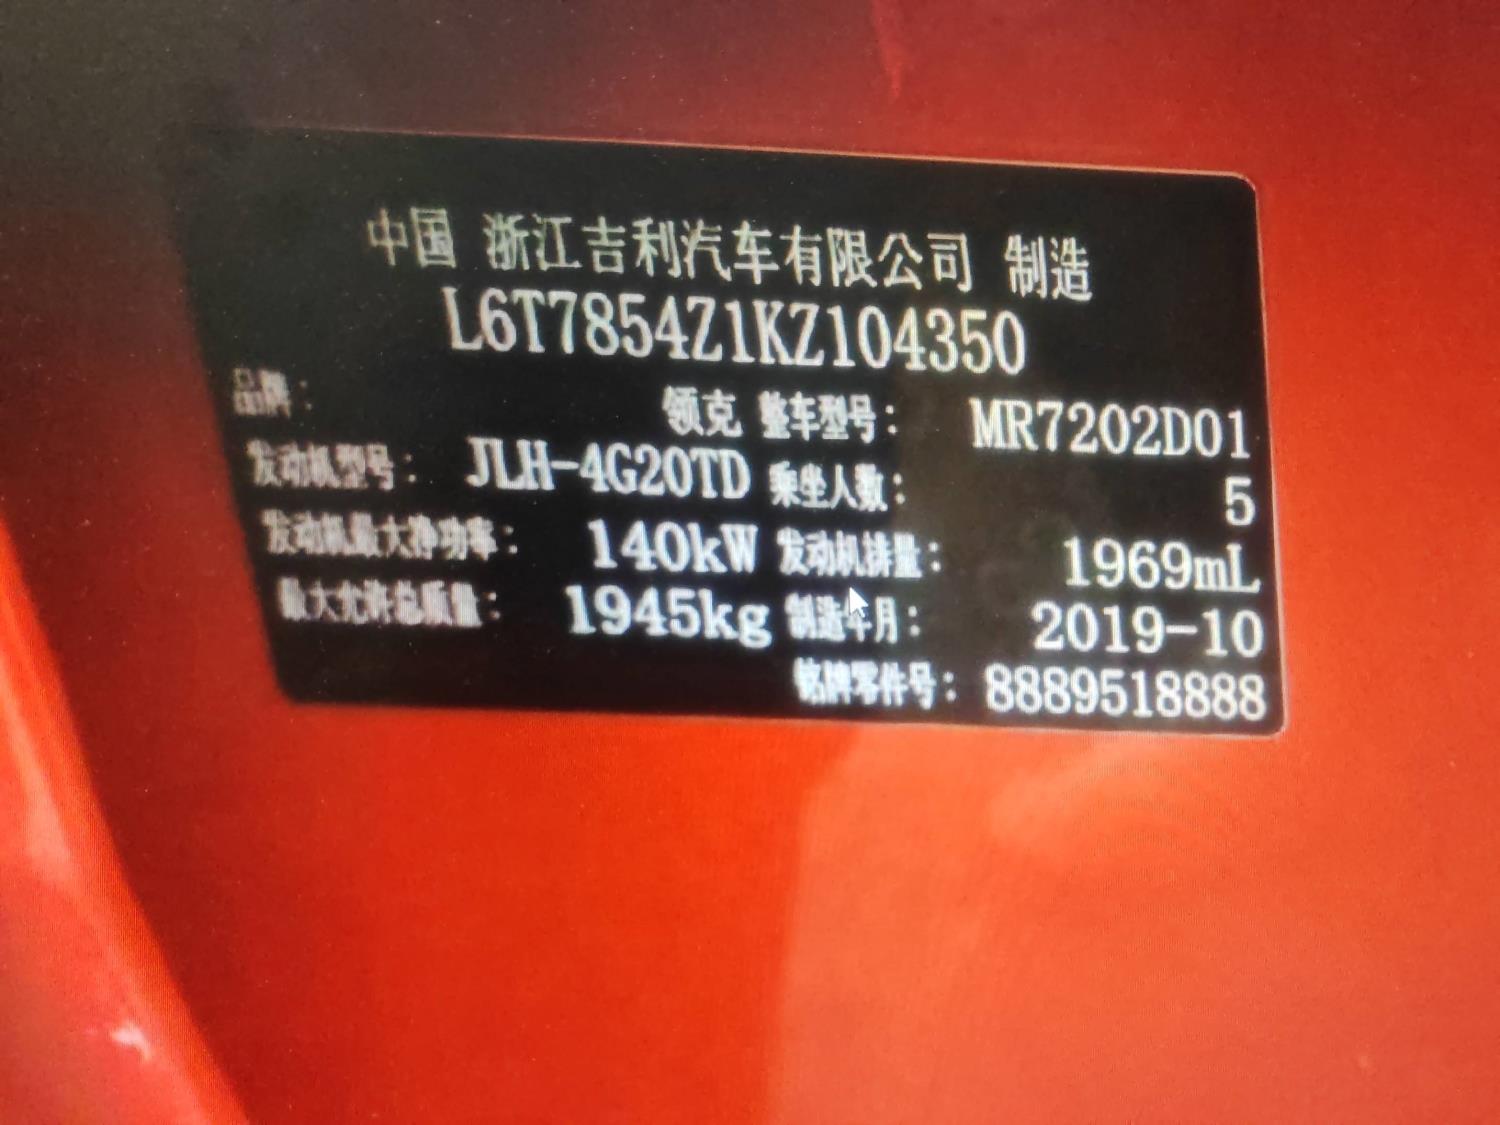 中国 浙江吉利汽车有限公司 制造
L6T7854Z1KZ104350
品牌： 领克 整车型号： MR7202D01
发动机型号： JLH-4G20TD 乘坐人数： 5
发动机最大净功率： 140kW 发动机排量： 1969mL
最大允许总质量： 1945kg 制造年月： 2019-10
铭牌零件号： 8889518888